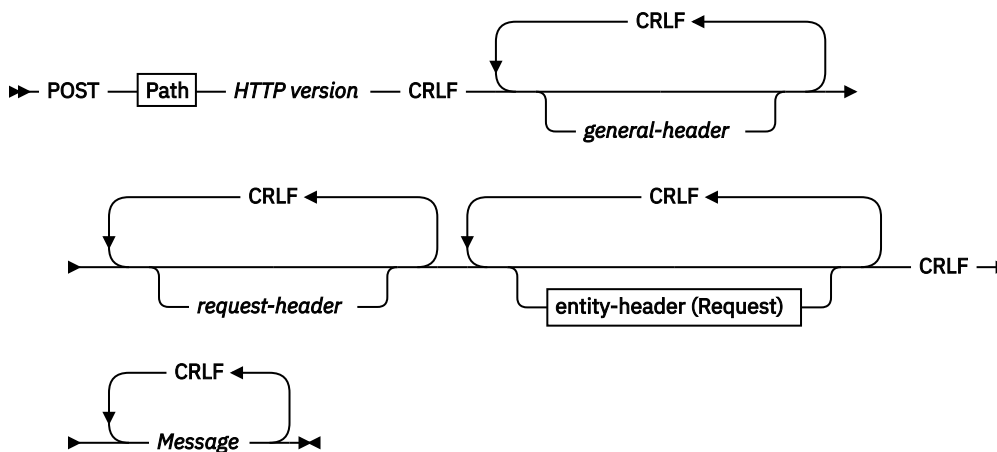 CRLF
POST Path HTTP version CRLF
general-header
CRLF CRLF
CRLF
request-header entity-header (Request)
CRLF
Message